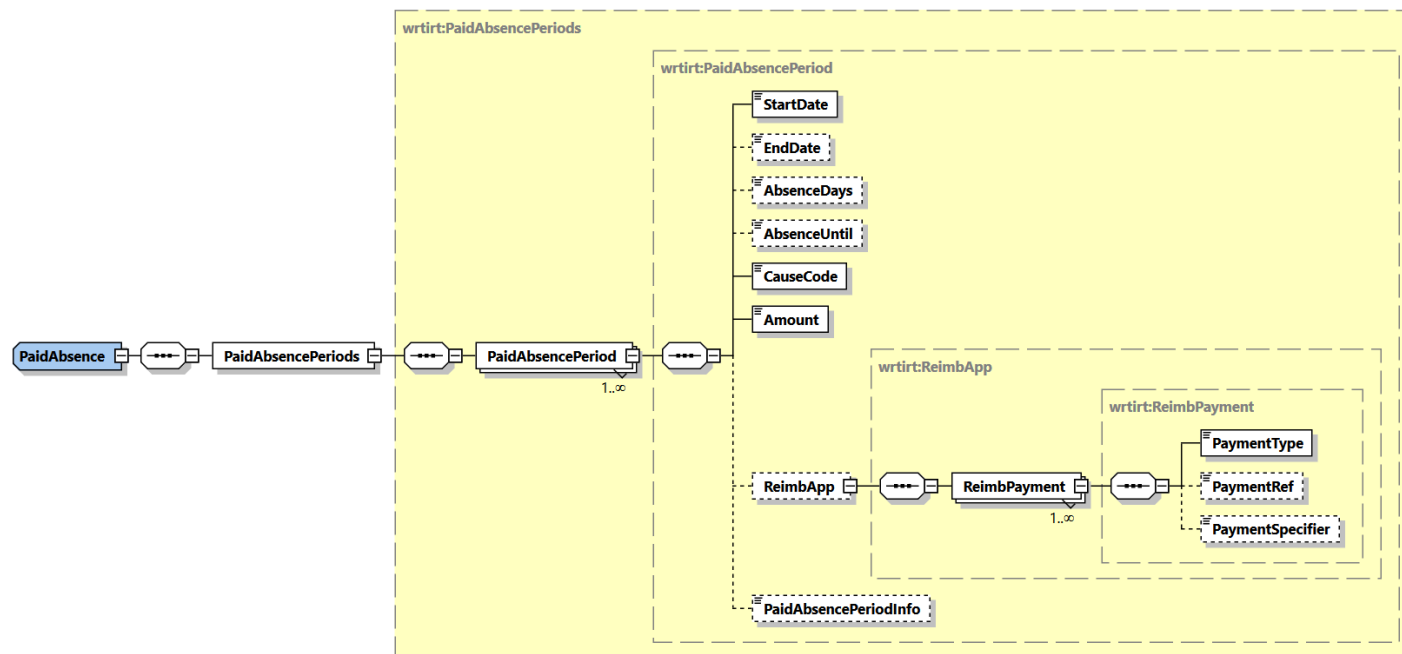 wrtirt:PaidAbsencePeriods
wrtirt:PaidAbsencePeriod
StartDate
EndDate
AbsenceDays
AbsenceUntil
CauseCode
Amount
PaidAbsence
PaidAbsencePeriods
PaidAbsencePeriod
1..∞
wrtirt:ReimbApp
wrtirt:ReimbPayment
PaymentType
ReimbApp
ReimbPayment
1..∞
PaymentRef
PaymentSpecifier
PaidAbsencePeriodInfo